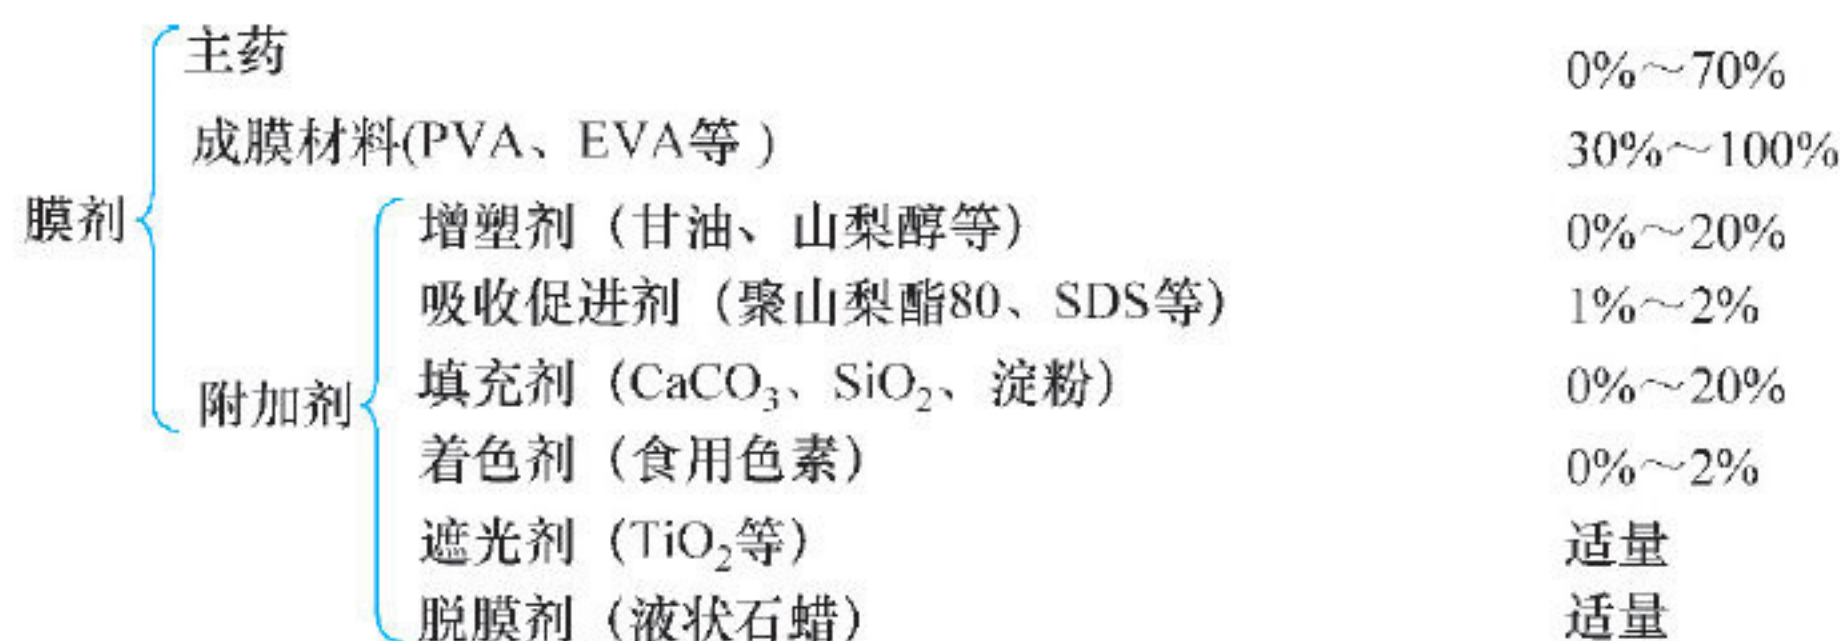 主药 0%～70%
成膜材料(PVA、EVA等 ) 30%～100%
膜剂
增塑剂（甘油、山梨醇等） 0%～20%
吸收促进剂（聚山梨酯80、SDS等） 1%～2%
附加剂
填充剂（CaCO₃、SiO₂、淀粉） 0%～20%
着色剂（食用色素） 0%～2%
遮光剂（TiO₂等） 适量
脱膜剂（液状石蜡） 适量